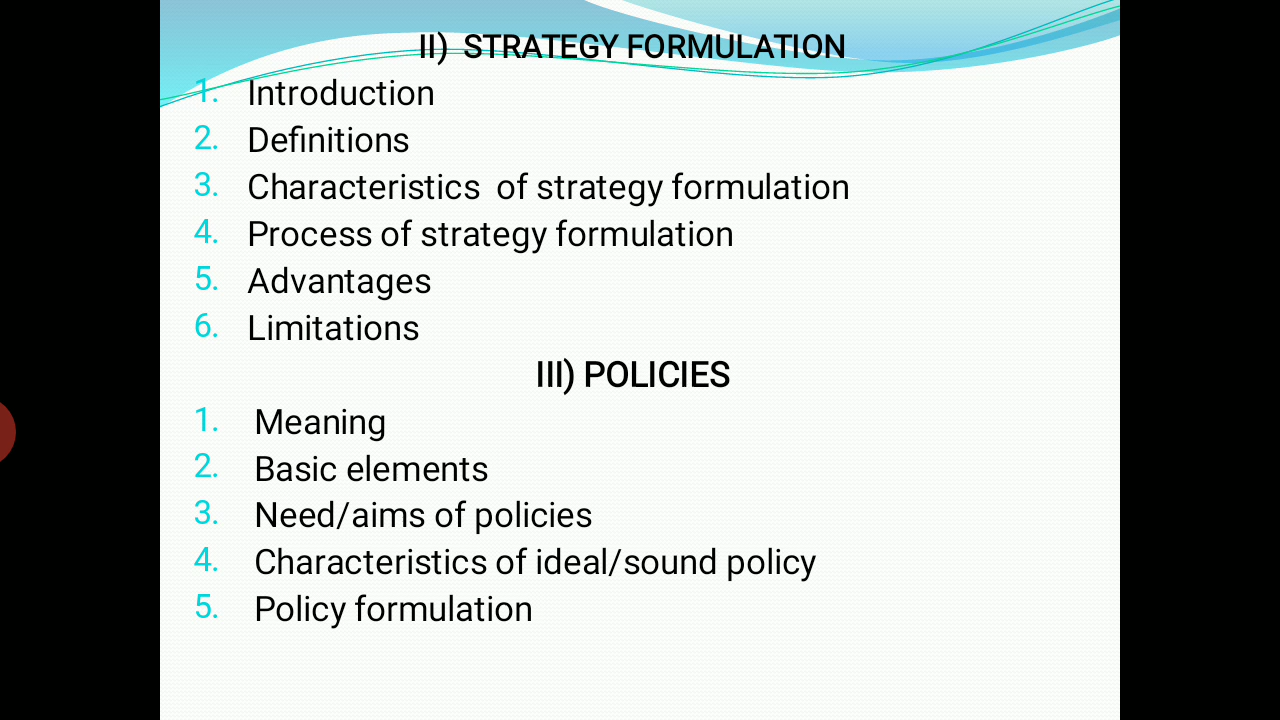 II)  STRATEGY FORMULATION
1. Introduction
2. Definitions
3. Characteristics  of strategy formulation
4. Process of strategy formulation
5. Advantages
6. Limitations
III) POLICIES
1. Meaning
2. Basic elements
3. Need/aims of policies
4. Characteristics of ideal/sound policy
5. Policy formulation